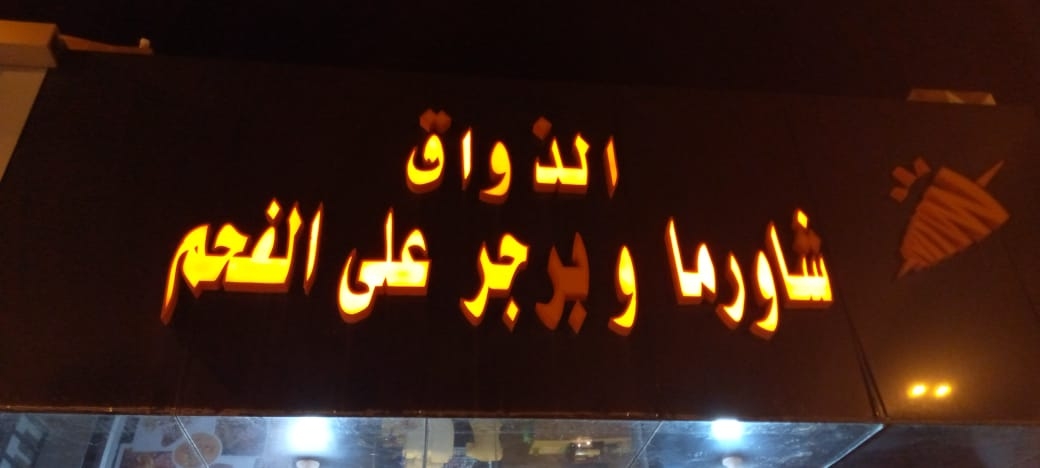 الذواق
شاورما و برجر على الفحم